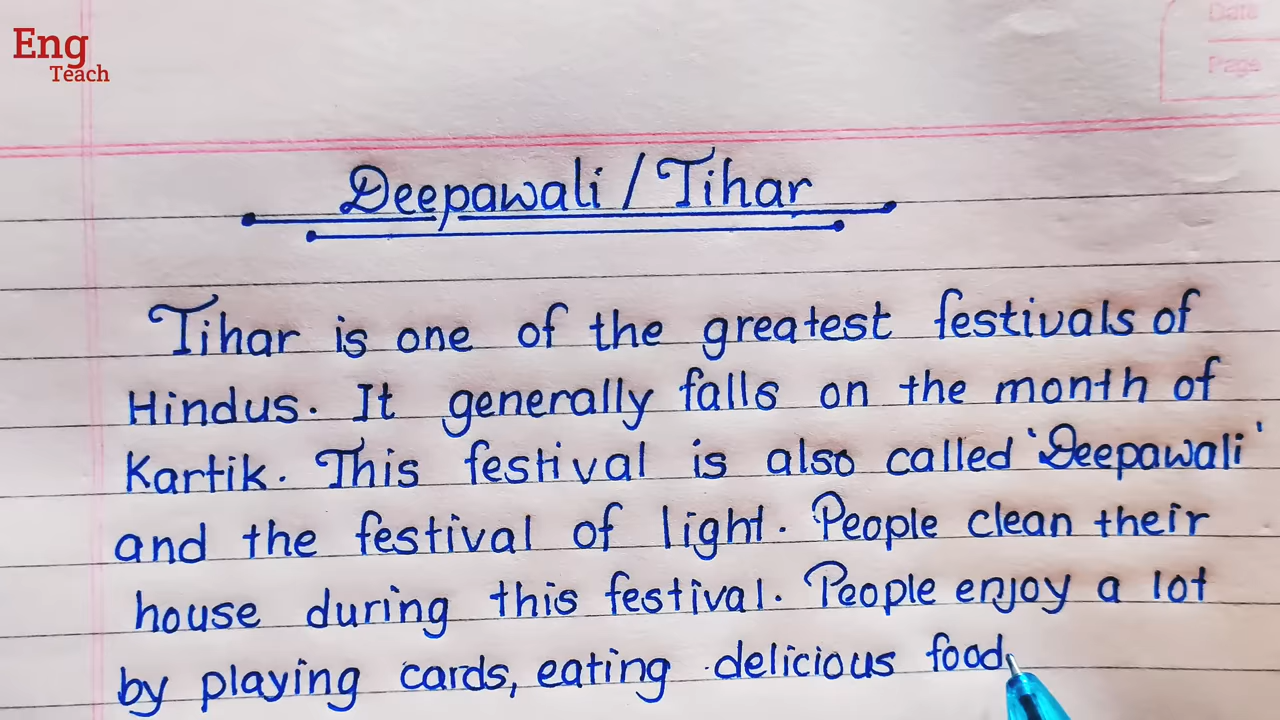 Eng
Teach
Date
Page
Deepawali / Tihar
Tihar is one of the greatest festivals of
Hindus. It generally falls on the month of
Kartik. This festival is also called 'Deepawali'
and the festival of light. People clean their
house during this festival. People enjoy a lot
by playing cards, eating delicious food,